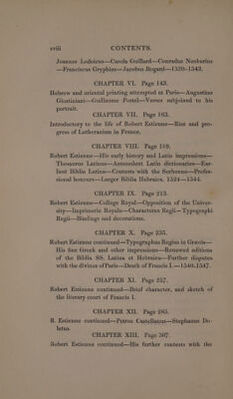 xviii CONTENTS.
Joannes Lodoicus—Carola Guillard—Conradus Neobarius
—Franciscus Gryphius—Jacobus Bogard—1539-1543.
CHAPTER VI. Page 143.
Hebrew and oriental printing attempted at Paris—Augustino
Giustiniani—Guillaume Postel—Verses subjoined to his
portrait.
CHAPTER VII. Page 163.
Introductory to the life of Robert Estienne—Rise and pro-
gress of Lutheranism in France.
CHAPTER VIII. Page 189.
Robert Estienne—His early history and Latin impressions—
Thesaurus Latinus—Antecedent Latin dictionaries—Ear-
liest Biblia Latina—Contests with the Sorbonne—Profes-
sional honours—Larger Biblia Hebraica. 1524—1544.
CHAPTER IX. Page 213.
Robert Estienne—College Royal—Opposition of the Univer-
sity—Imprimerie Royale—Characteres Regii—Typographi
Regii—Bindings and decorations.
CHAPTER X. Page 235.
Robert Estienne continued—Typographus Regius in Græcis—
His fine Greek and other impressions—Renewed editions
of the Biblia SS. Latina et Hebraica—Further disputes
with the divines of Paris—Death of Francis I.—1540-1547.
CHAPTER XI. Page 257.
Robert Estienne continued—Brief character, and sketch of
the literary court of Francis I.
CHAPTER XII. Page 285.
R. Estienne continued—Petrus Castellanus—Stephanus Do-
letus.
CHAPTER XIII. Page 307.
Robert Estienne continued—His further contests with the